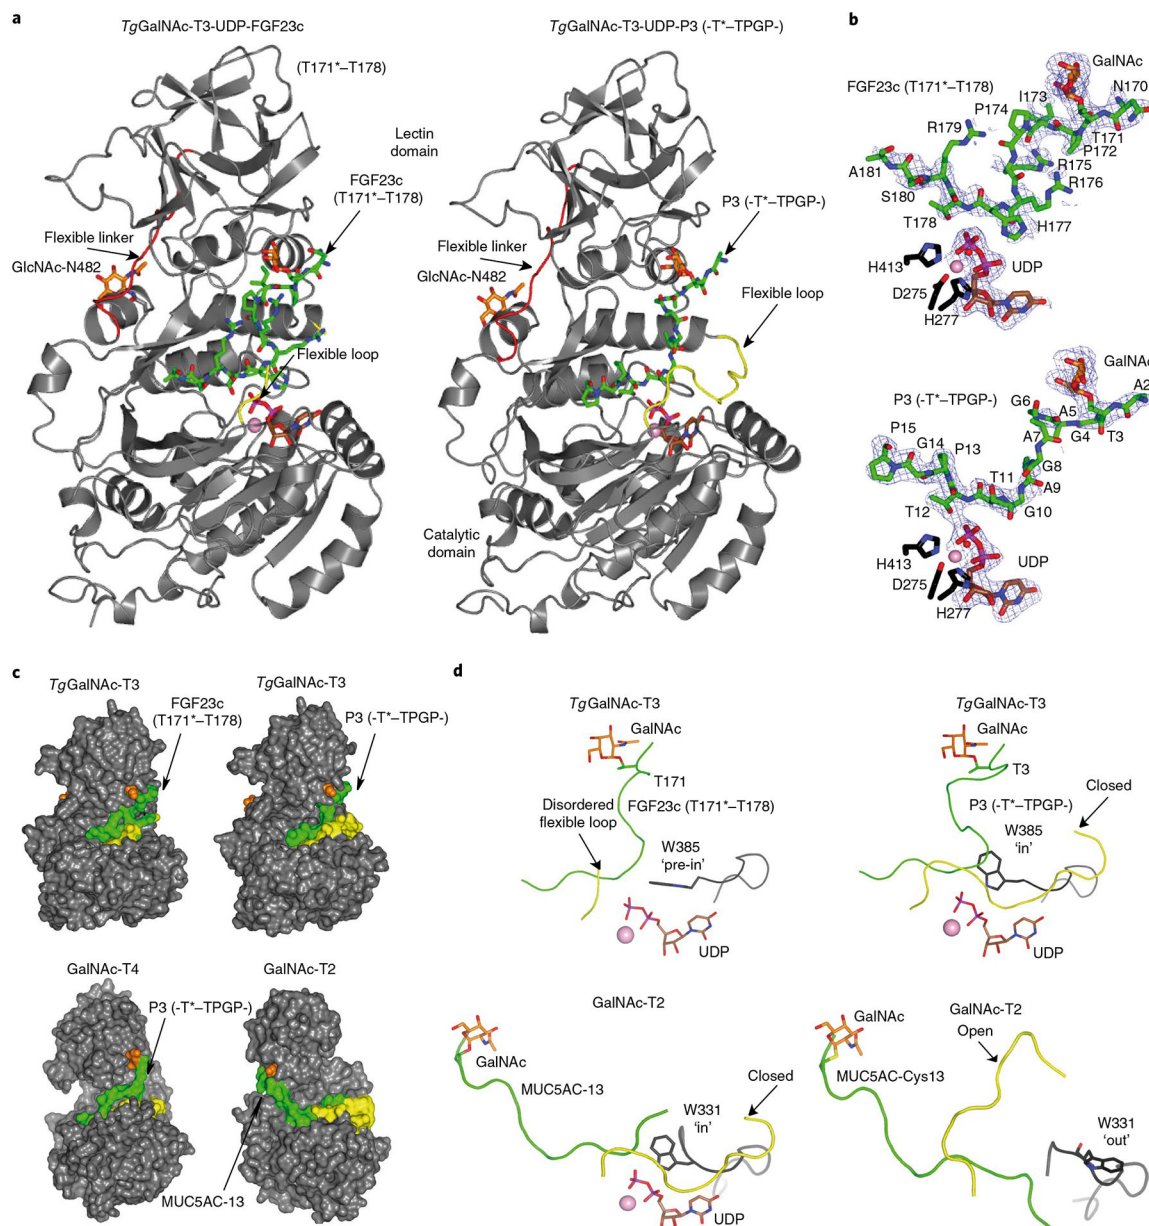 a
TgGalNAc-T3-UDP-FGF23c
(T171*–T178)
Lectin
domain
FGF23c
(T171*–T178)
Flexible linker
GlcNAc-N482
Flexible loop
TgGalNAc-T3-UDP-P3 (-T*–TPGP-)
P3 (-T*–TPGP-)
Flexible linker
GlcNAc-N482
Flexible loop
Catalytic
domain
b
GalNAc
FGF23c (T171*–T178)
N170
I173
P174
R179
T171
P172
R175
A181
R176
S180
T178
H177
H413
UDP
D275
H277
GalNAc
P3 (-T*–TPGP-)
G6
A5
A2
P15
A7
G4
T3
G14
P13
G8
T11
A9
T12
G10
H413
UDP
D275
H277
c
TgGalNAc-T3
FGF23c
(T171*–T178)
TgGalNAc-T3
P3 (-T*–TPGP-)
GalNAc-T4
P3 (-T*–TPGP-)
GalNAc-T2
MUC5AC-13
d
TgGalNAc-T3
GalNAc
T171
Disordered
flexible loop
FGF23c (T171*–T178)
W385
‘pre-in’
UDP
TgGalNAc-T3
GalNAc
T3
P3 (-T*–TPGP-)
Closed
W385
‘in’
UDP
GalNAc-T2
GalNAc
MUC5AC-13
Closed
W331
‘in’
UDP
GalNAc-T2
GalNAc
Open
MUC5AC-Cys13
W331
‘out’